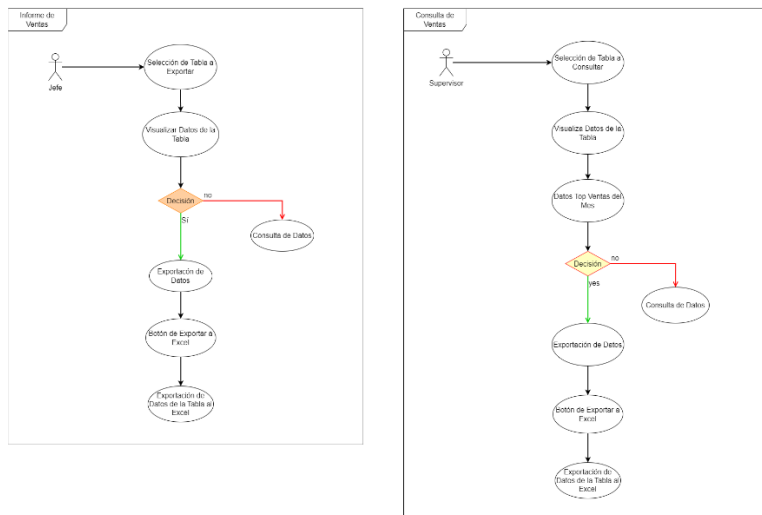 Informe de
Ventas
Jefe
Selección de Tabla a
Exportar
Visualizar Datos de la
Tabla
Decisión
no
Sí
Consulta de Datos
Exportacón de
Datos
Botón de Exportar a
Excel
Exportación de
Datos de la Tabla al
Excel
Consulta de
Ventas
Supervisor
Selección de Tabla a
Consultar
Visualiza Datos de la
Tabla
Datos Top Ventas del
Mes
Decisión
no
yes
Consulta de Datos
Exportación de Datos
Botón de Exportar a
Excel
Exportación de
Datos de la Tabla al
Excel